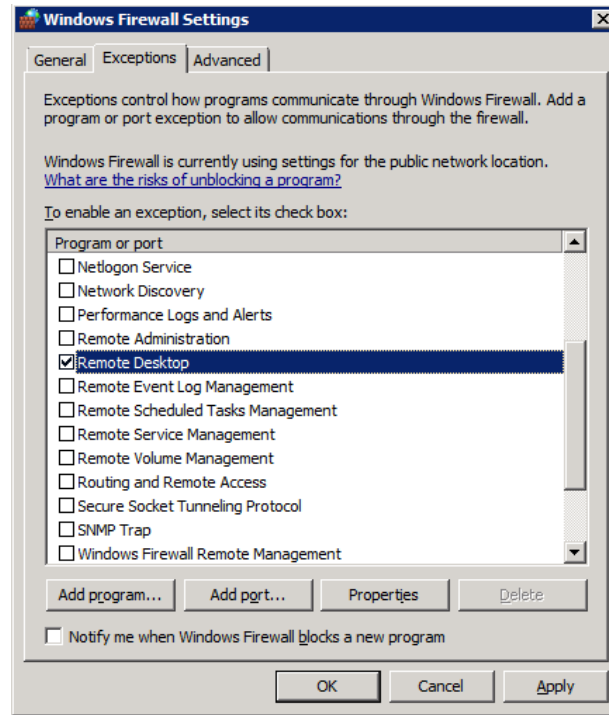 Windows Firewall Settings
General
Exceptions
Advanced
Exceptions control how programs communicate through Windows Firewall. Add a
program or port exception to allow communications through the firewall.
Windows Firewall is currently using settings for the public network location.
What are the risks of unblocking a program?
To enable an exception, select its check box:
Program or port
Netlogon Service
Network Discovery
Performance Logs and Alerts
Remote Administration
Remote Desktop
Remote Event Log Management
Remote Scheduled Tasks Management
Remote Service Management
Remote Volume Management
Routing and Remote Access
Secure Socket Tunneling Protocol
SNMP Trap
Windows Firewall Remote Management
Add program...
Add port...
Properties
Delete
Notify me when Windows Firewall blocks a new program
OK
Cancel
Apply